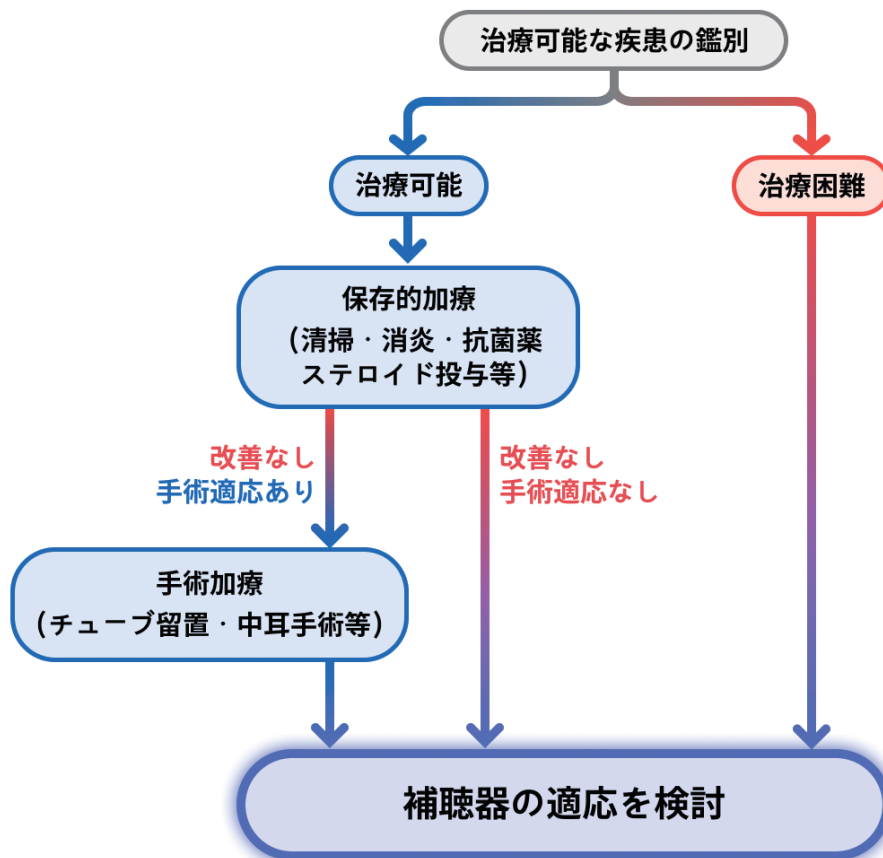 治療可能な疾患の鑑別
治療可能
治療困難
保存的加療
(清掃・消炎・抗菌薬
ステロイド投与等)
改善なし
手術適応あり
改善なし
手術適応なし
手術加療
(チューブ留置・中耳手術等)
補聴器の適応を検討